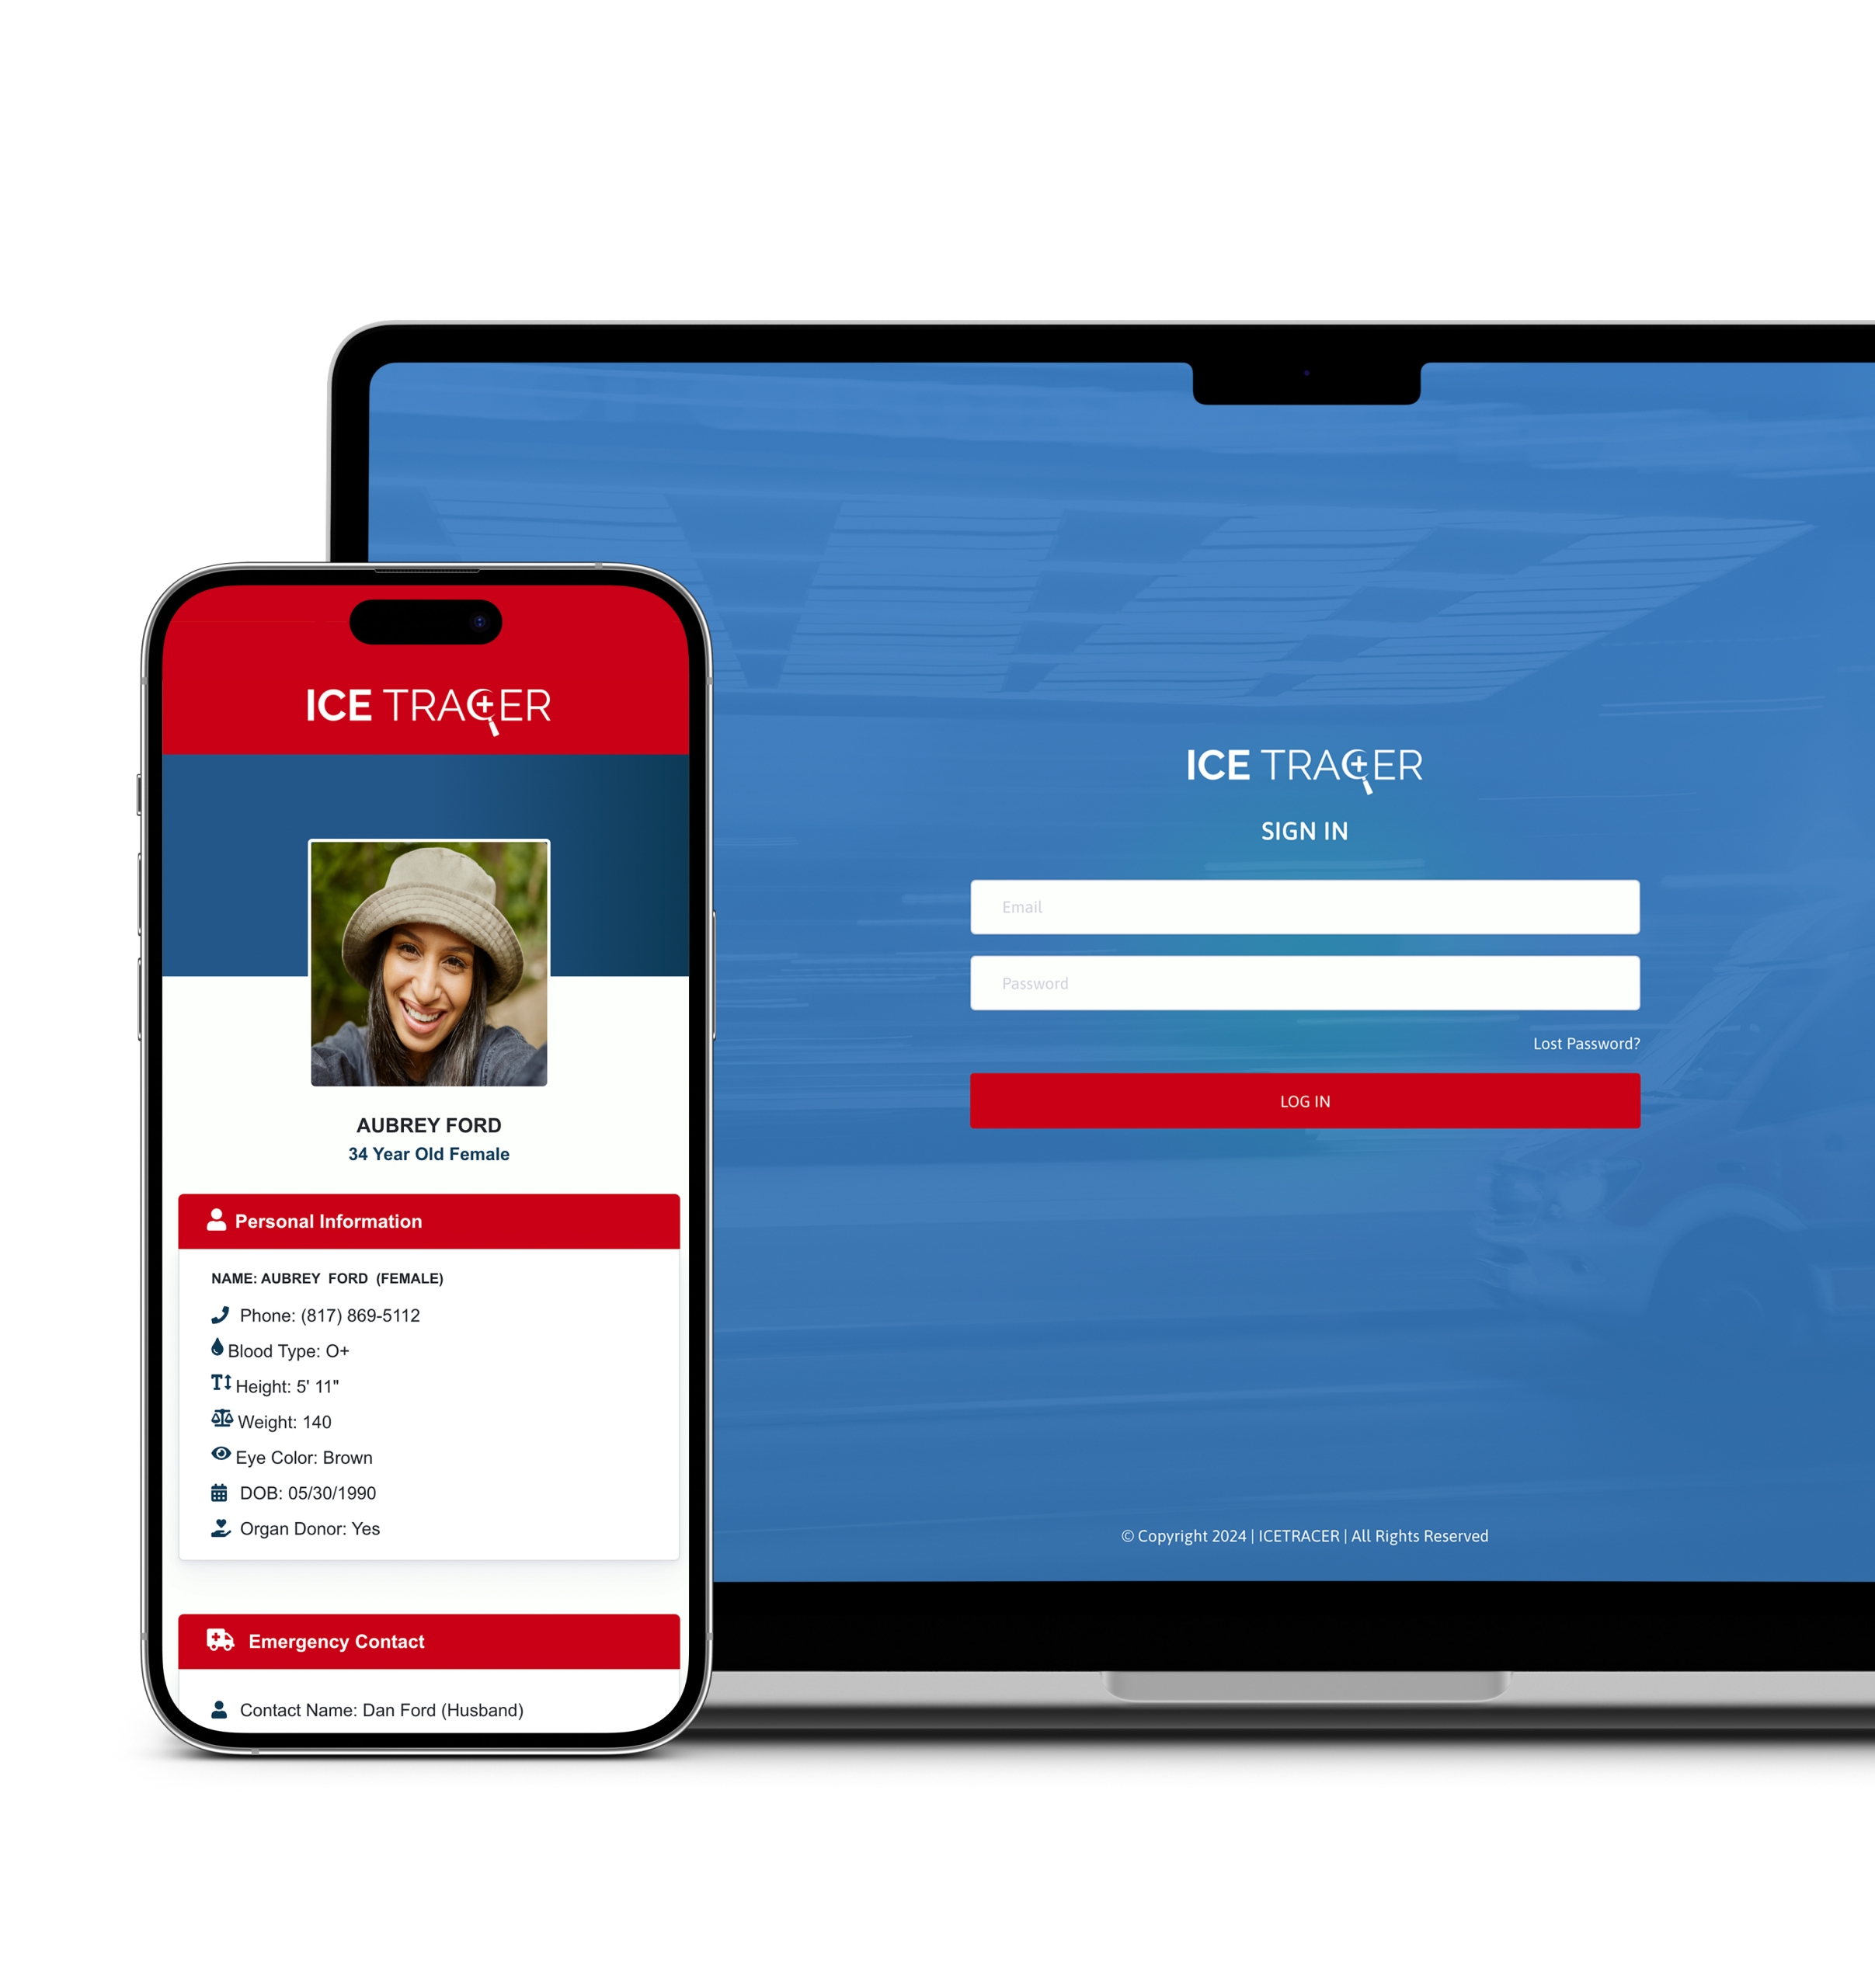 ICE TRACER
AUBREY FORD
34 Year Old Female
Personal Information
NAME: AUBREY FORD (FEMALE)
Phone: (817) 869-5112
Blood Type: O+
Height: 5' 11"
Weight: 140
Eye Color: Brown
DOB: 05/30/1990
Organ Donor: Yes
Emergency Contact
Contact Name: Dan Ford (Husband)
ICE TRACER
SIGN IN
Email
Password
Lost Password?
LOG IN
© Copyright 2024 | ICETRACER | All Rights Reserved